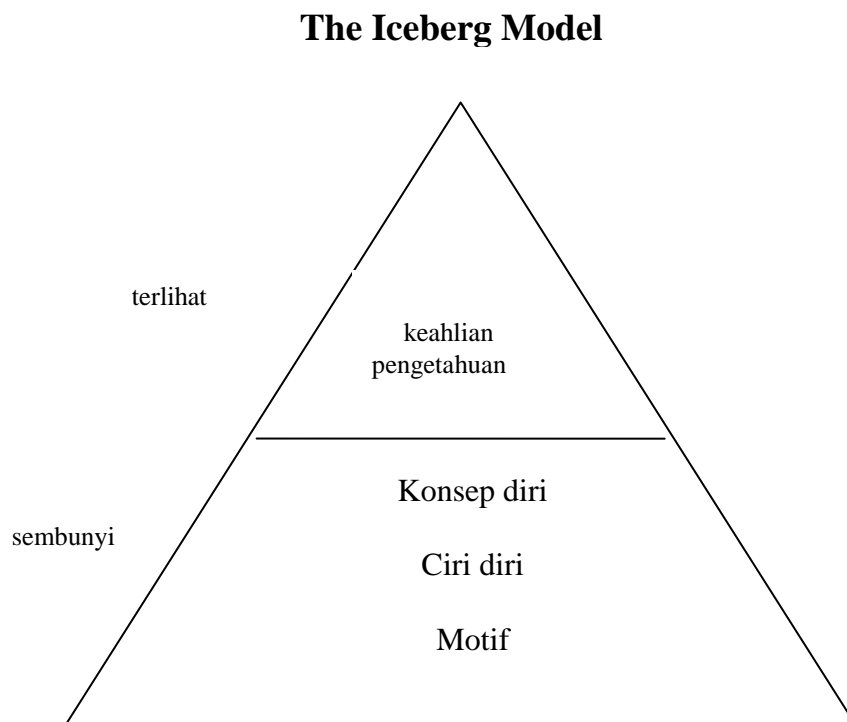 The Iceberg Model
terlihat
keahlian
pengetahuan
Konsep diri
sembunyi
Ciri diri
Motif